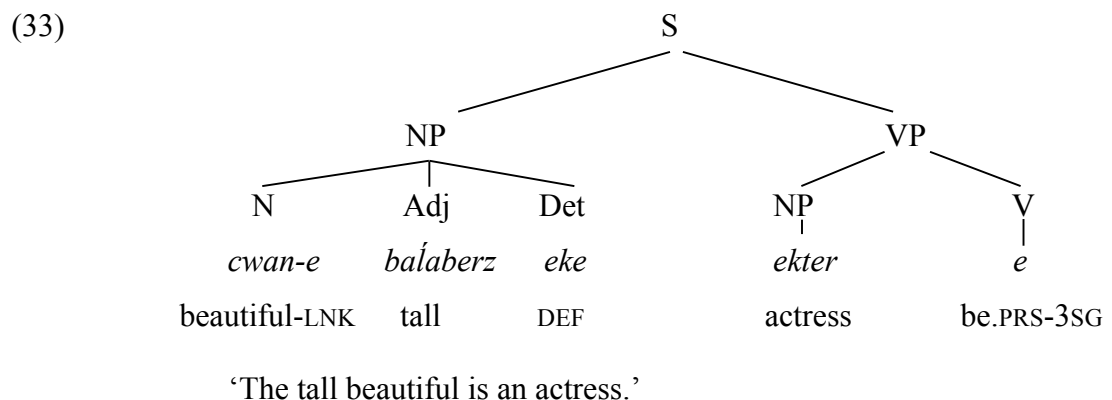 (33) S
NP VP
N Adj Det NP V
cwan-e baĺaberz eke ekter e
beautiful-LNK tall DEF actress be.PRS-3SG
‘The tall beautiful is an actress.’